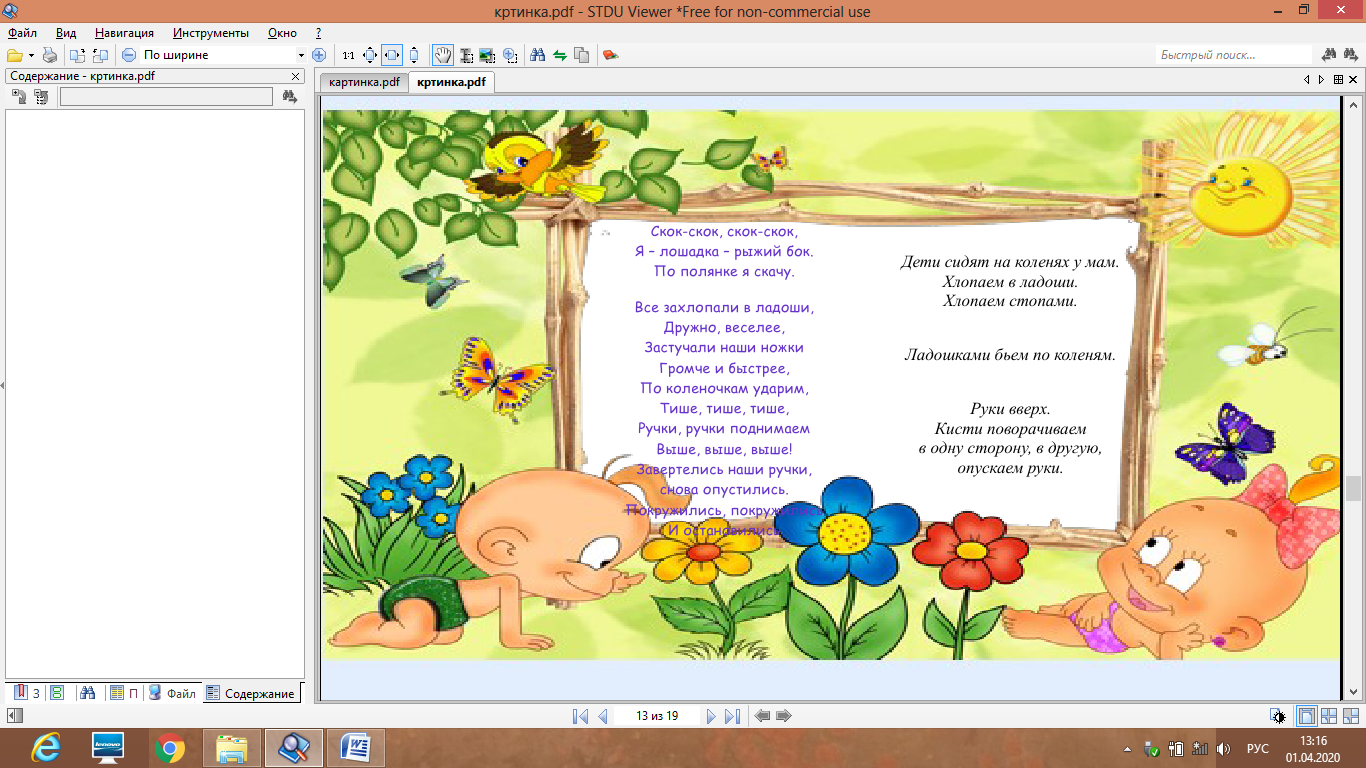 кртинка.pdf - STDU Viewer *Free for non-commercial use
Файл Вид Навигация Инструменты Окно ?
По ширине
1:1
Быстрый поиск...
Содержание - кртинка.pdf
картинка.pdf кртинка.pdf
Скок-скок, скок-скок,
Я – лошадка – рыжий бок.
По полянке я скачу.
Все захлопали в ладоши,
Дружно, веселее,
Застучали наши ножки
Громче и быстрее,
По коленочкам ударим,
Тише, тише, тише,
Ручки, ручки поднимаем
Выше, выше, выше!
Завертелись наши ручки,
снова опустились.
Покружились, покружились
И остановились.
Дети сидят на коленях у мам.
Хлопаем в ладоши.
Хлопаем стопами.
Ладошками бьем по коленям.
Руки вверх.
Кисти поворачиваем
в одну сторону, в другую,
опускаем руки.
З П Файл Содержание
13 из 19
lenovo
РУС
13:16
01.04.2020